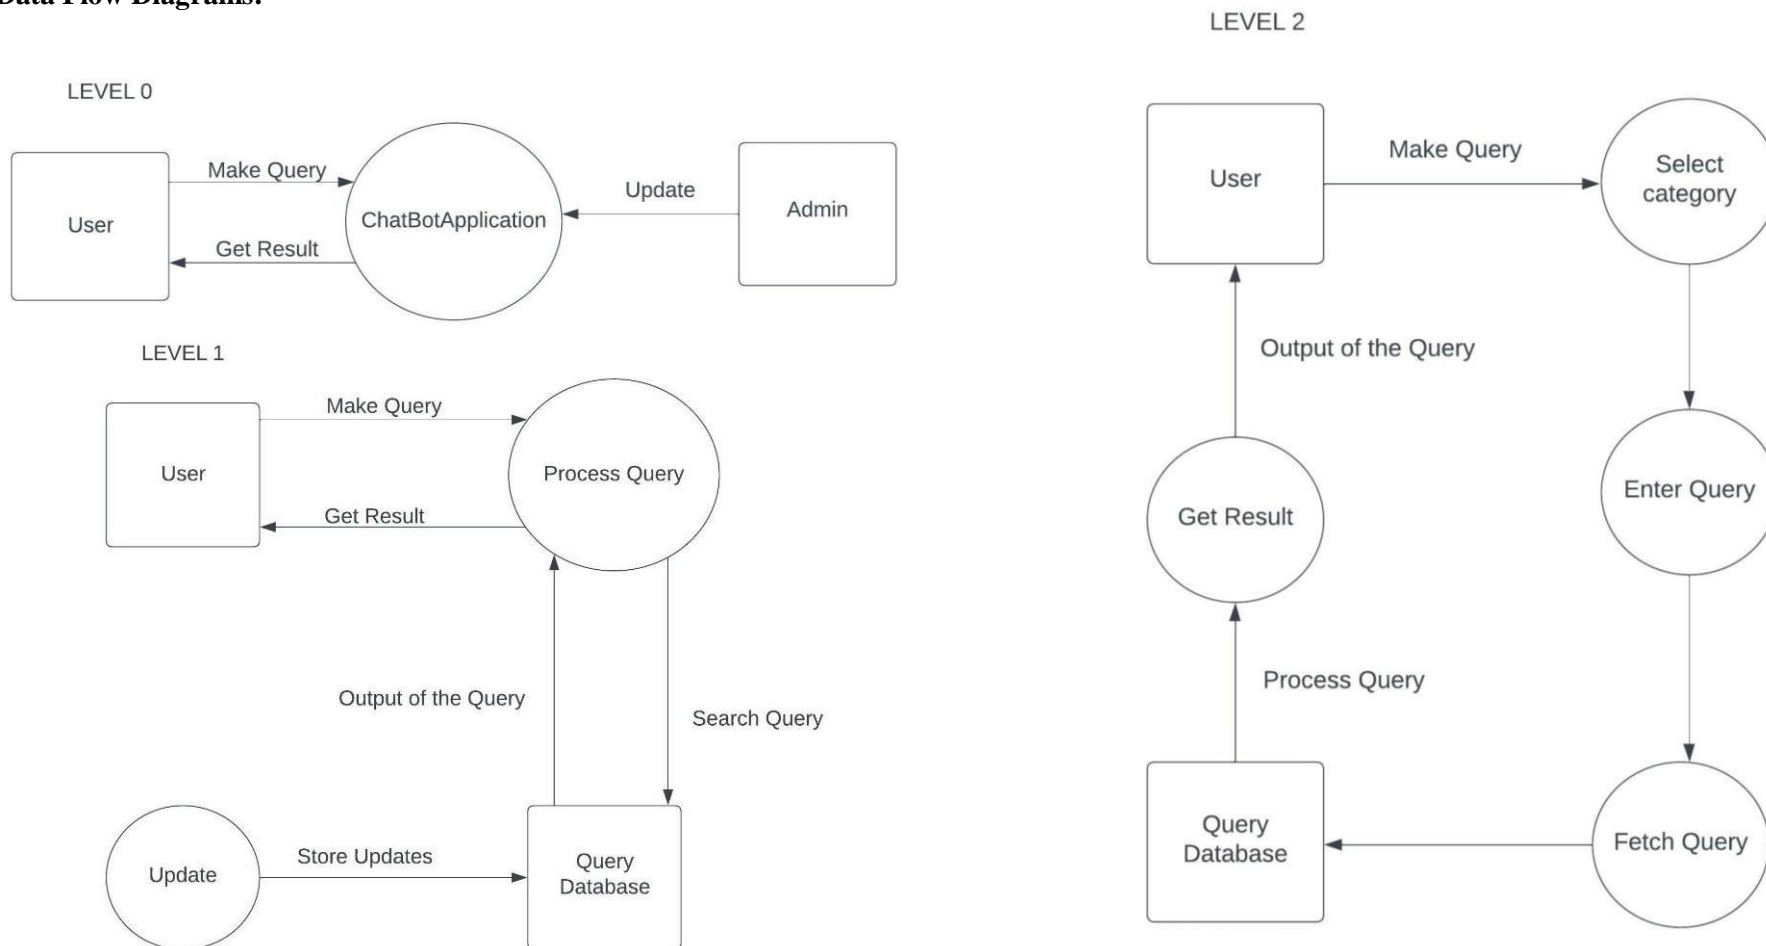 Data Flow Diagrams:
LEVEL 0
User
Make Query
Get Result
ChatBotApplication
Update
Admin
LEVEL 1
User
Make Query
Get Result
Process Query
Output of the Query
Search Query
Update
Store Updates
Query
Database
LEVEL 2
User
Make Query
Select
category
Output of the Query
Enter Query
Get Result
Process Query
Query
Database
Fetch Query